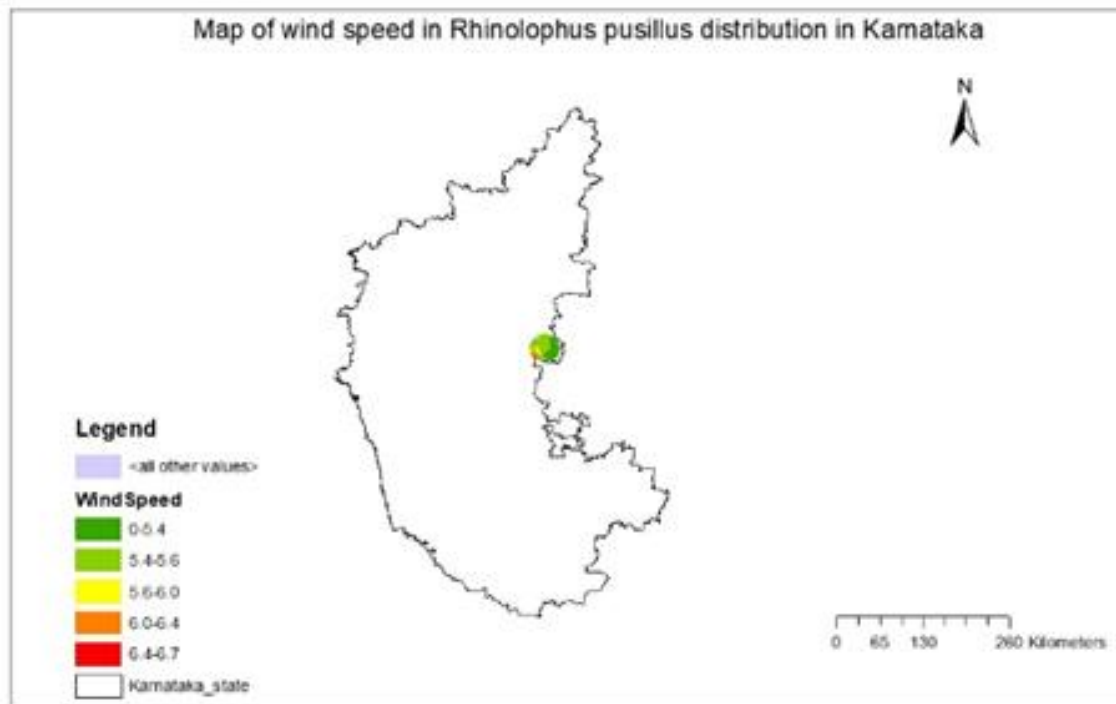 Map of wind speed in Rhinolophus pusillus distribution in Karnataka
N
Legend
<all other values>
WindSpeed
0-5.4
5.4-5.6
5.6-6.0
6.0-6.4
6.4-6.7
Karnataka_state
0 65 130 260 Kilometers